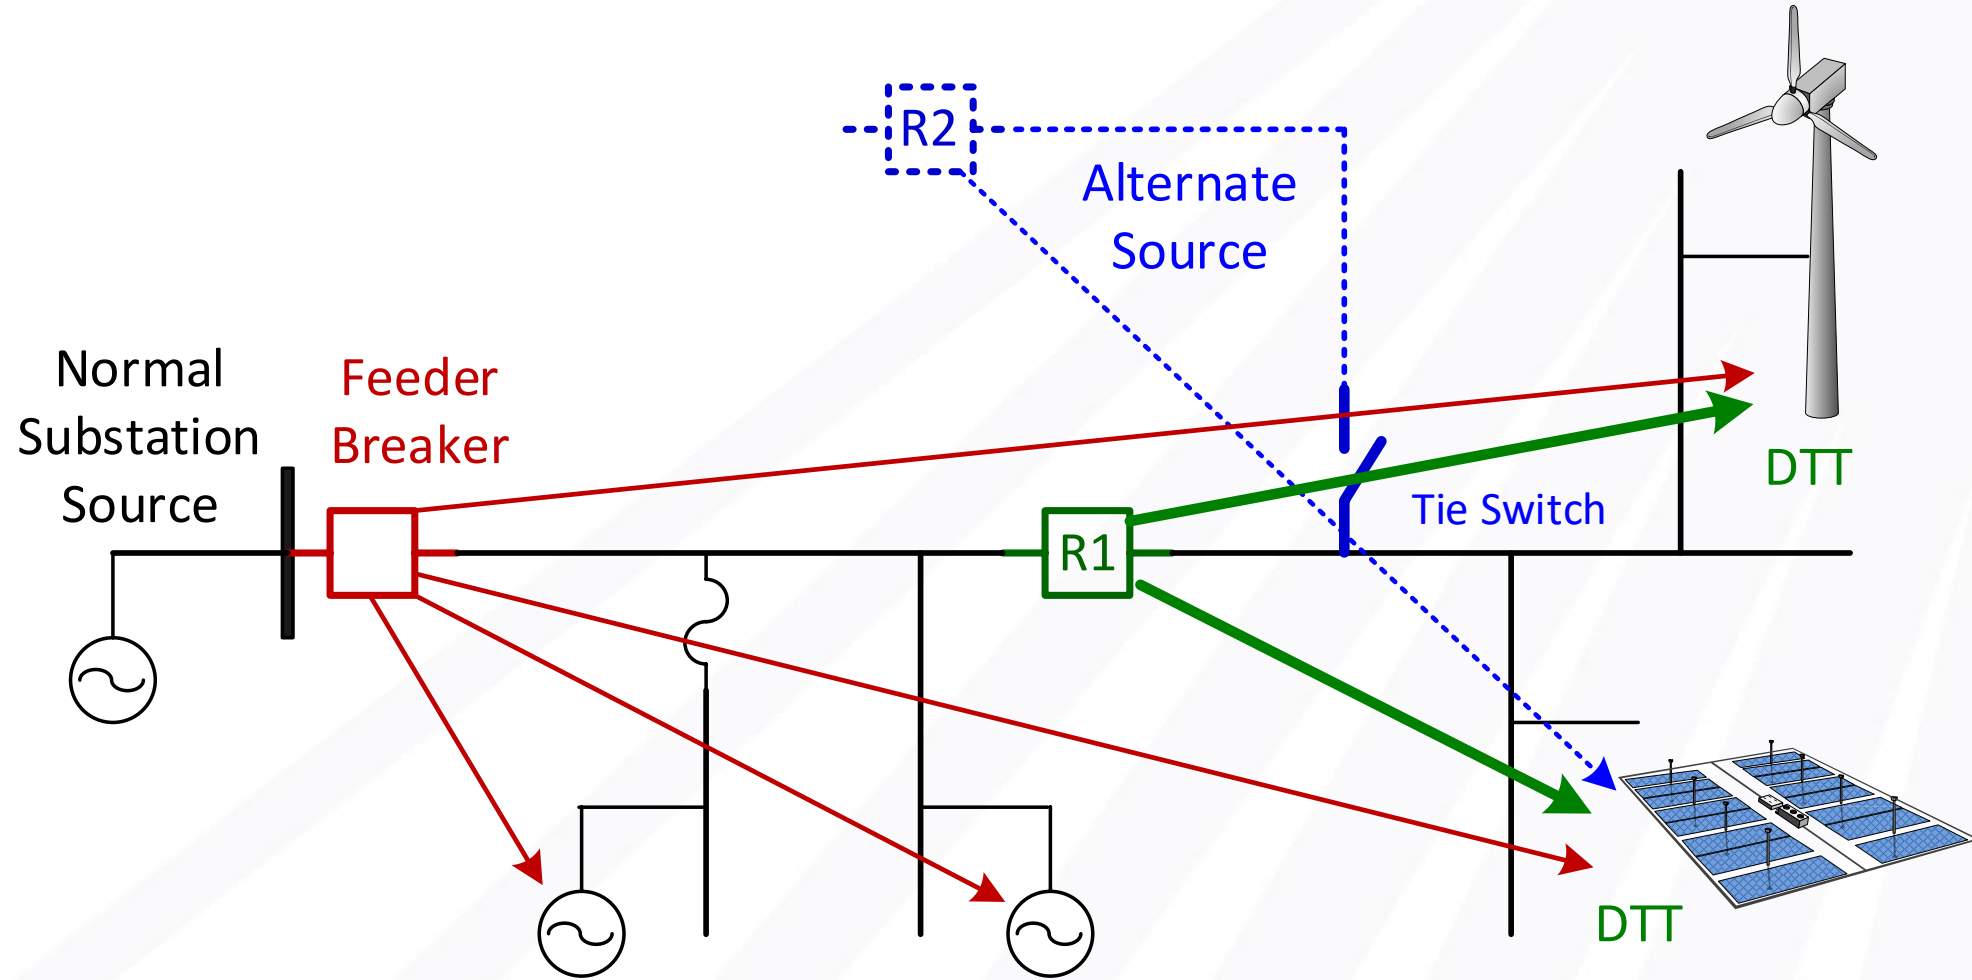 R2
Alternate
Source
Normal
Substation
Source
Feeder
Breaker
DTT
Tie Switch
R1
DTT